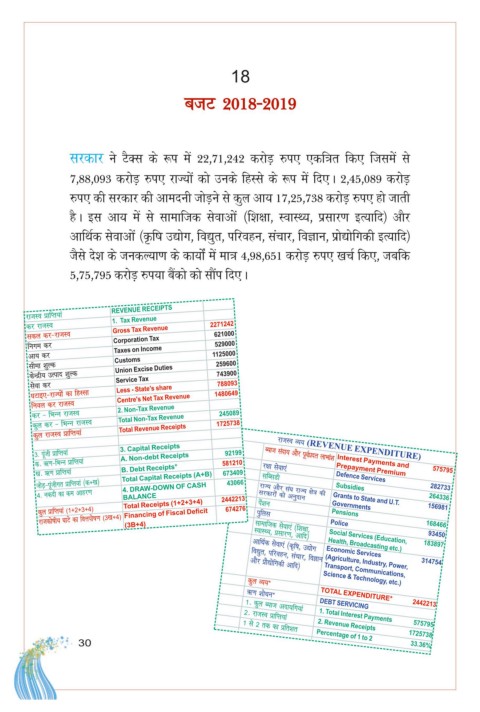 18
बजट 2018-2019
सरकार ने टैक्स के रूप में 22,71,242 करोड़ रुपए एकत्रित किए जिसमें से
7,88,093 करोड़ रुपए राज्यों को उनके हिस्से के रूप में दिए। 2,45,089 करोड़
रुपए की सरकार की आमदनी जोड़ने से कुल आय 17,25,738 करोड़ रुपए हो जाती
है। इस आय में से सामाजिक सेवाओं (शिक्षा, स्वास्थ्य, प्रसारण इत्यादि) और
आर्थिक सेवाओं (कृषि उद्योग, विद्युत, परिवहन, संचार, विज्ञान, प्रोद्योगिकी इत्यादि)
जैसे देश के जनकल्याण के कार्यों में मात्र 4,98,651 करोड़ रुपए खर्च किए, जबकि
5,75,795 करोड़ रुपया बैंको को सौंप दिए।
राजस्व प्राप्तियां REVENUE RECEIPTS
कर राजस्व 1. Tax Revenue
सकल कर-राजस्व Gross Tax Revenue 2271242
निगम कर Corporation Tax 621000
आय कर Taxes on Income 529000
सीमा शुल्क Customs 1125000
केन्द्रीय उत्पाद शुल्क Union Excise Duties 259600
सेवा कर Service Tax 743900
घटाइए-राज्यों का हिस्सा Less - State's share 788093
निवल कर राजस्व Centre's Net Tax Revenue 1480649
कर - भिन्न राजस्व 2. Non-Tax Revenue
कुल कर - भिन्न राजस्व Total Non-Tax Revenue 245089
कुल राजस्व प्राप्तियां Total Revenue Receipts 1725738
3. पूंजी प्राप्तियां 3. Capital Receipts
क. ऋण-भिन्न प्राप्तियां A. Non-debt Receipts 92199
ख. ऋण प्राप्तियां B. Debt Receipts* 581210
जोड़-पूंजीगत प्राप्तियां (क+ख) Total Capital Receipts (A+B) 673409
4. नकदी का कम आहरण 4. DRAW-DOWN OF CASH BALANCE 43066
कुल प्राप्तियां (1+2+3+4) Total Receipts (1+2+3+4) 2442213
राजकोषीय घाटे का वित्तपोषण (3ख+4) Financing of Fiscal Deficit (3B+4) 674276
राजस्व व्यय (REVENUE EXPENDITURE)
ब्याज संदाय और पूर्वदत्त लाभांश Interest Payments and Prepayment Premium 575795
रक्षा सेवाएं Defence Services 282733
सब्सिडी Subsidies 264336
राज्य और संघ राज्य क्षेत्र की सरकारों को अनुदान Grants to State and U.T. Governments 156981
पेंशन Pensions 168466
पुलिस Police 93450
सामाजिक सेवाएं (शिक्षा, स्वास्थ्य, प्रसारण, आदि) Social Services (Education, Health, Broadcasting etc.) 183897
आर्थिक सेवाएं (कृषि, उद्योग विद्युत, परिवहन, संचार, विज्ञान और प्रौद्योगिकी आदि) Economic Services (Agriculture, Industry, Power, Transport, Communications, Science & Technology, etc.) 314754
कुल व्यय* TOTAL EXPENDITURE* 2442213
ऋण शोधन* DEBT SERVICING
1. कुल ब्याज अदायगियां 1. Total Interest Payments 575795
2. राजस्व प्राप्तियां 2. Revenue Receipts 1725738
1 से 2 तक का प्रतिशत Percentage of 1 to 2 33.36%
30